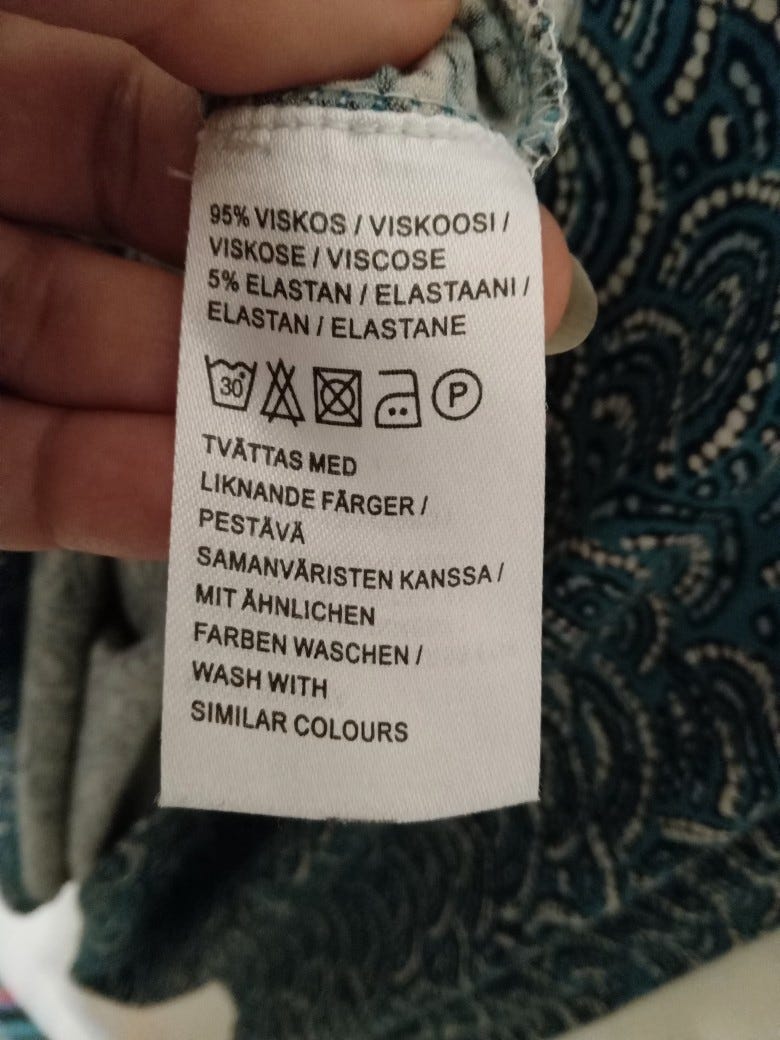 95% VISKOS / VISKOOSI /
VISKOSE / VISCOSE
5% ELASTAN / ELASTAANI /
ELASTAN / ELASTANE
30 P
TVÄTTAS MED
LIKNANDE FÄRGER /
PESTÄVÄ
SAMANVÄRISTEN KANSSA /
MIT ÄHNLICHEN
FARBEN WASCHEN /
WASH WITH
SIMILAR COLOURS